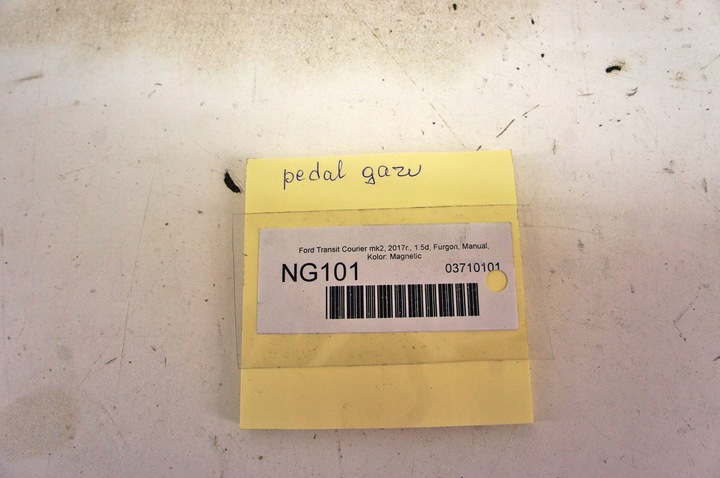 pedal gazu
Ford Transit Courier mk2, 2017r., 1.5d, Furgon, Manual,
Kolor: Magnetic
NG101 03710101